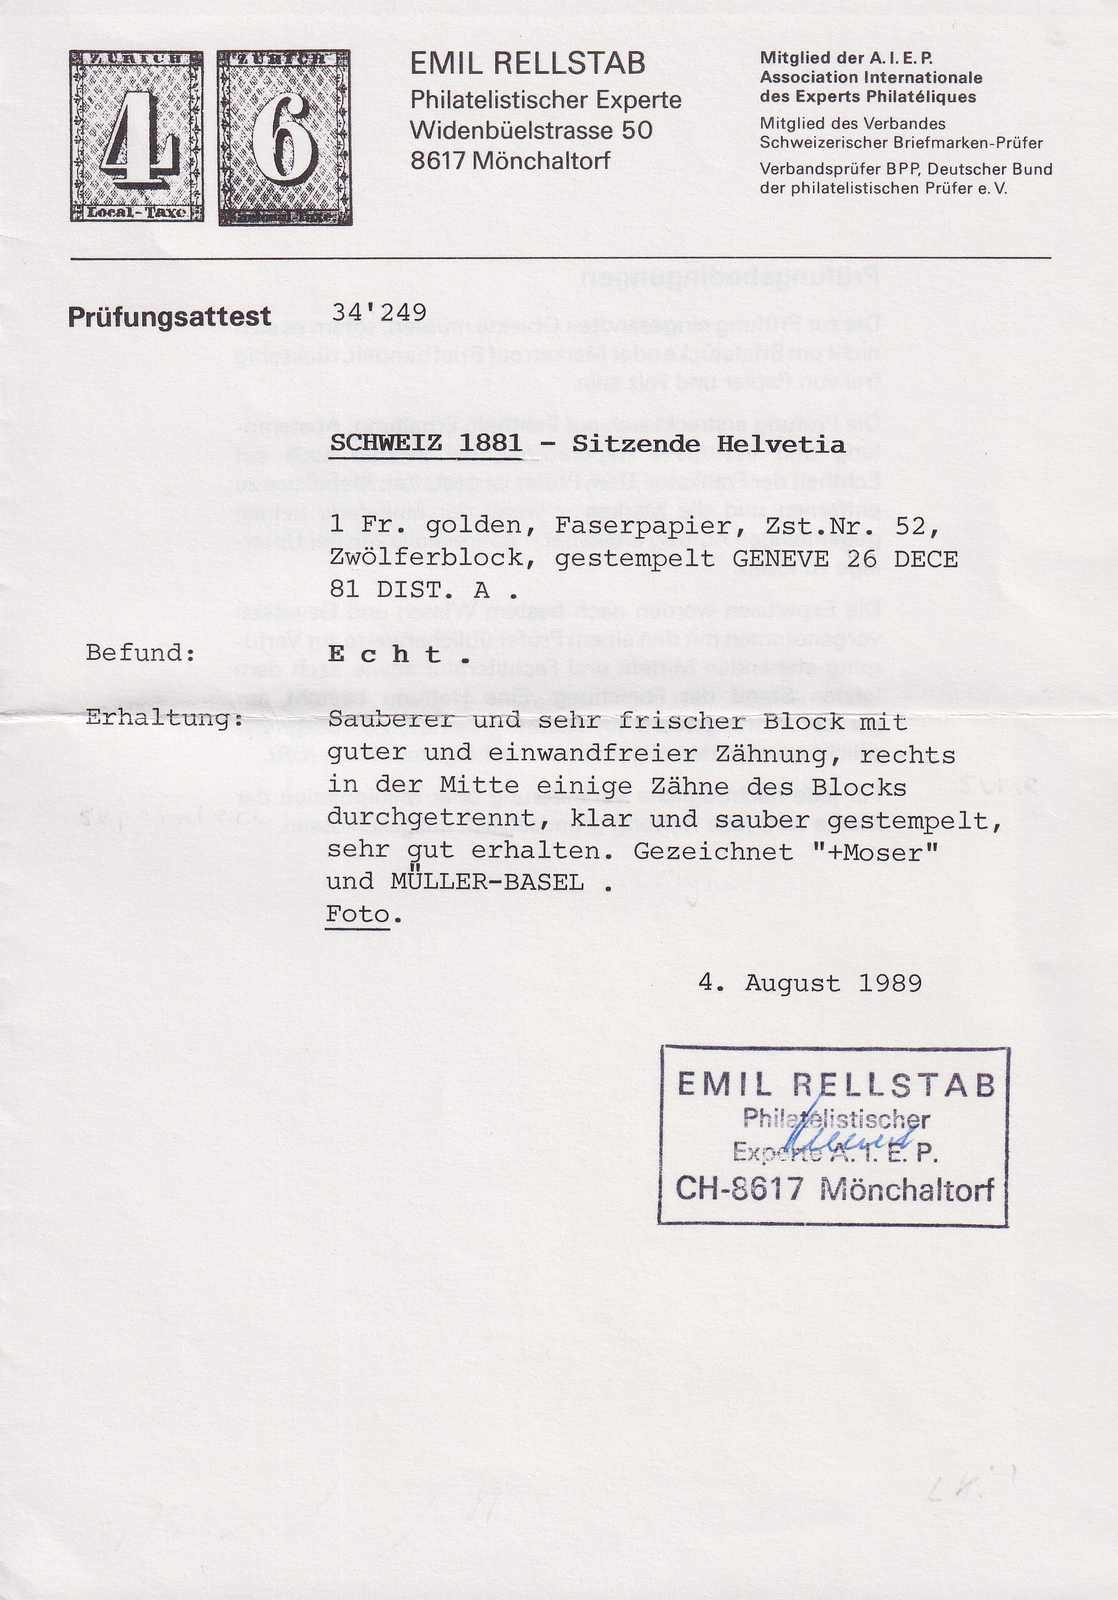 ZÜRICH
4
Local-Taxe
ZÜRICH
6
EMIL RELLSTAB
Philatelistischer Experte
Widenbüelstrasse 50
8617 Mönchaltorf
Mitglied der A.I.E.P.
Association Internationale
des Experts Philatéliques
Mitglied des Verbandes
Schweizerischer Briefmarken-Prüfer
Verbandsprüfer BPP, Deutscher Bund
der philatelistischen Prüfer e.V.
Prüfungsattest 34'249
SCHWEIZ 1881 - Sitzende Helvetia
1 Fr. golden, Faserpapier, Zst.Nr. 52,
Zwölferblock, gestempelt GENEVE 26 DECE
81 DIST. A .
Befund: E c h t .
Erhaltung: Sauberer und sehr frischer Block mit
guter und einwandfreier Zähnung, rechts
in der Mitte einige Zähne des Blocks
durchgetrennt, klar und sauber gestempelt,
sehr gut erhalten. Gezeichnet "+Moser"
und MÜLLER-BASEL .
Foto.
4. August 1989
EMIL RELLSTAB
Philatelistischer
Experte A. I. E. P.
CH-8617 Mönchaltorf